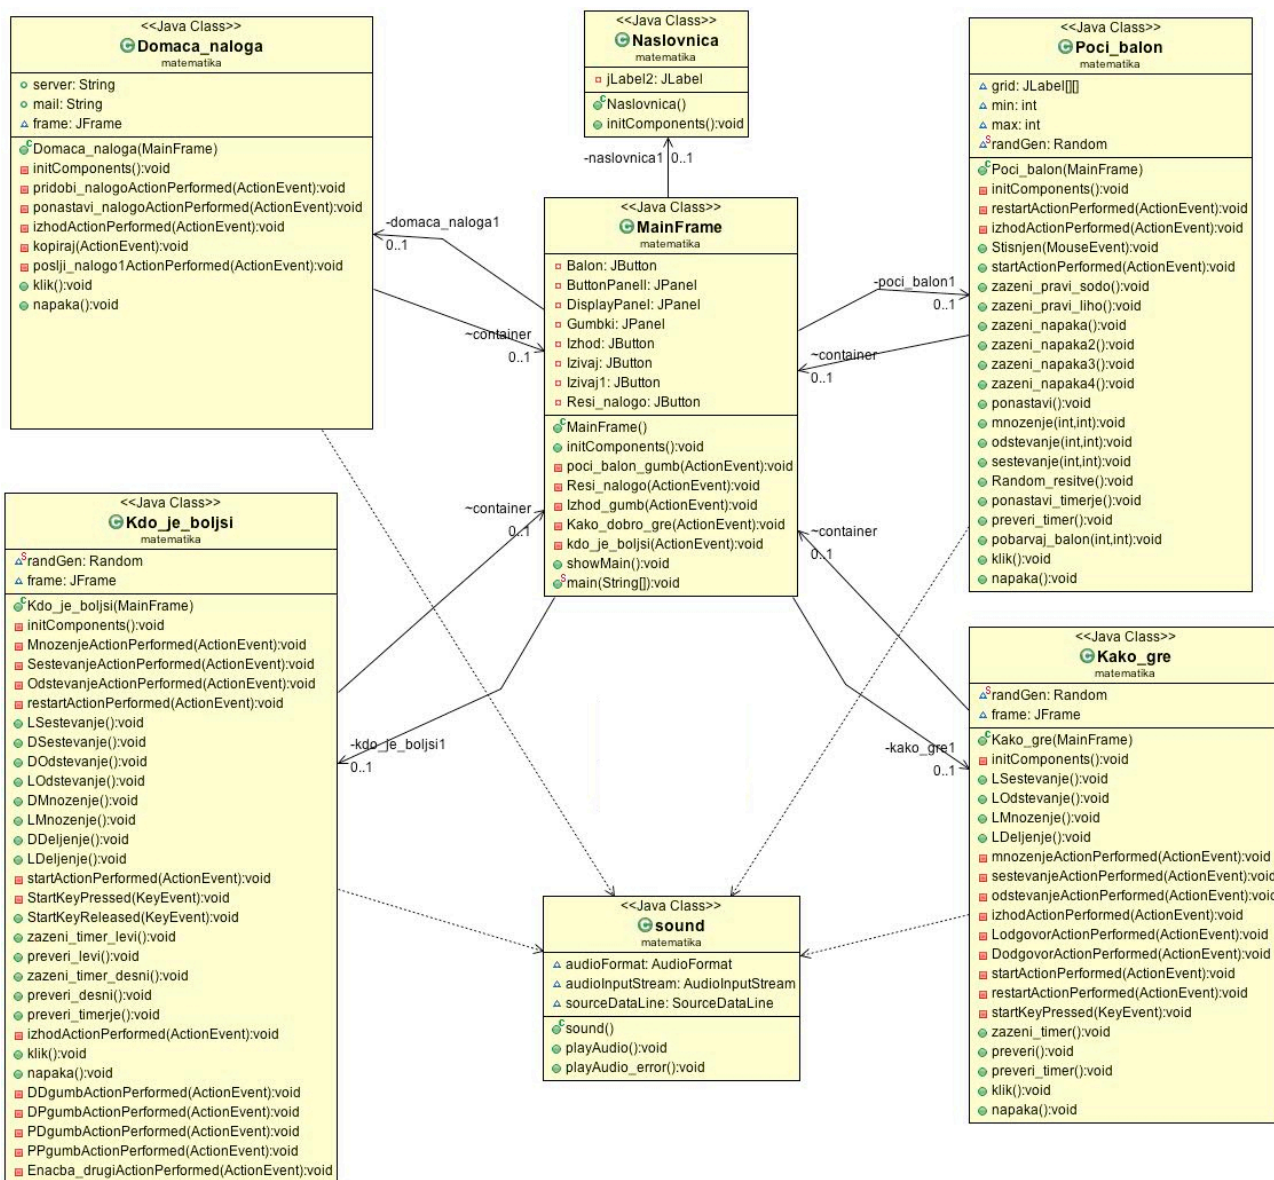 <<Java Class>>
Domaca_naloga
matematika
server: String
mail: String
frame: JFrame
Domaca_naloga(MainFrame)
initComponents():void
pridobi_nalogoActionPerformed(ActionEvent):void
ponastavi_nalogoActionPerformed(ActionEvent):void
izhodActionPerformed(ActionEvent):void
kopiraj(ActionEvent):void
poslji_nalogo1ActionPerformed(ActionEvent):void
klik():void
napaka():void
<<Java Class>>
Naslovnica
matematika
jLabel2: JLabel
Naslovnica()
initComponents():void
-naslovnica1
0..1
<<Java Class>>
Poci_balon
matematika
grid: JLabel[][]
min: int
max: int
randGen: Random
Poci_balon(MainFrame)
initComponents():void
restartActionPerformed(ActionEvent):void
izhodActionPerformed(ActionEvent):void
Stisnjen(MouseEvent):void
startActionPerformed(ActionEvent):void
zazeni_pravi_sodo():void
zazeni_pravi_liho():void
zazeni_napaka():void
zazeni_napaka2():void
zazeni_napaka3():void
zazeni_napaka4():void
ponastavi():void
mnozenje(int,int):void
odstevanje(int,int):void
sestevanje(int,int):void
Random_resitve():void
ponastavi_timerje():void
preveri_timer():void
pobarvaj_balon(int,int):void
klik():void
napaka():void
-domaca_naloga1
0..1
~container
0..1
<<Java Class>>
MainFrame
matematika
Balon: JButton
ButtonPanell: JPanel
DisplayPanel: JPanel
Gumbki: JPanel
Izhod: JButton
Izivaj: JButton
Izivaj1: JButton
Resi_nalogo: JButton
MainFrame()
initComponents():void
poci_balon_gumb(ActionEvent):void
Resi_nalogo(ActionEvent):void
Izhod_gumb(ActionEvent):void
Kako_dobro_gre(ActionEvent):void
kdo_je_boljsi(ActionEvent):void
showMain():void
main(String[]):void
-poci_balon1
0..1
~container
0..1
~container
0..1
~container
0..1
-kdo_je_boljsi1
0..1
-kako_gre1
0..1
<<Java Class>>
Kdo_je_boljsi
matematika
randGen: Random
frame: JFrame
Kdo_je_boljsi(MainFrame)
initComponents():void
MnozenjeActionPerformed(ActionEvent):void
SestevanjeActionPerformed(ActionEvent):void
OdstevanjeActionPerformed(ActionEvent):void
restartActionPerformed(ActionEvent):void
LSestevanje():void
DSestevanje():void
DOdstevanje():void
LOdstevanje():void
DMnozenje():void
LMnozenje():void
DDeljenje():void
LDeljenje():void
startActionPerformed(ActionEvent):void
StartKeyPressed(KeyEvent):void
StartKeyReleased(KeyEvent):void
zazeni_timer_levi():void
preveri_levi():void
zazeni_timer_desni():void
preveri_desni():void
preveri_timerje():void
izhodActionPerformed(ActionEvent):void
klik():void
napaka():void
DDgumbActionPerformed(ActionEvent):void
DPgumbActionPerformed(ActionEvent):void
PDgumbActionPerformed(ActionEvent):void
PPgumbActionPerformed(ActionEvent):void
Enacba_drugiActionPerformed(ActionEvent):void
<<Java Class>>
sound
matematika
audioFormat: AudioFormat
audioInputStream: AudioInputStream
sourceDataLine: SourceDataLine
sound()
playAudio():void
playAudio_error():void
<<Java Class>>
Kako_gre
matematika
randGen: Random
frame: JFrame
Kako_gre(MainFrame)
initComponents():void
LSestevanje():void
LOdstevanje():void
LMnozenje():void
LDeljenje():void
mnozenjeActionPerformed(ActionEvent):void
sestevanjeActionPerformed(ActionEvent):void
odstevanjeActionPerformed(ActionEvent):void
izhodActionPerformed(ActionEvent):void
LodgovorActionPerformed(ActionEvent):void
DodgovorActionPerformed(ActionEvent):void
startActionPerformed(ActionEvent):void
restartActionPerformed(ActionEvent):void
startKeyPressed(KeyEvent):void
zazeni_timer():void
preveri():void
preveri_timer():void
klik():void
napaka():void